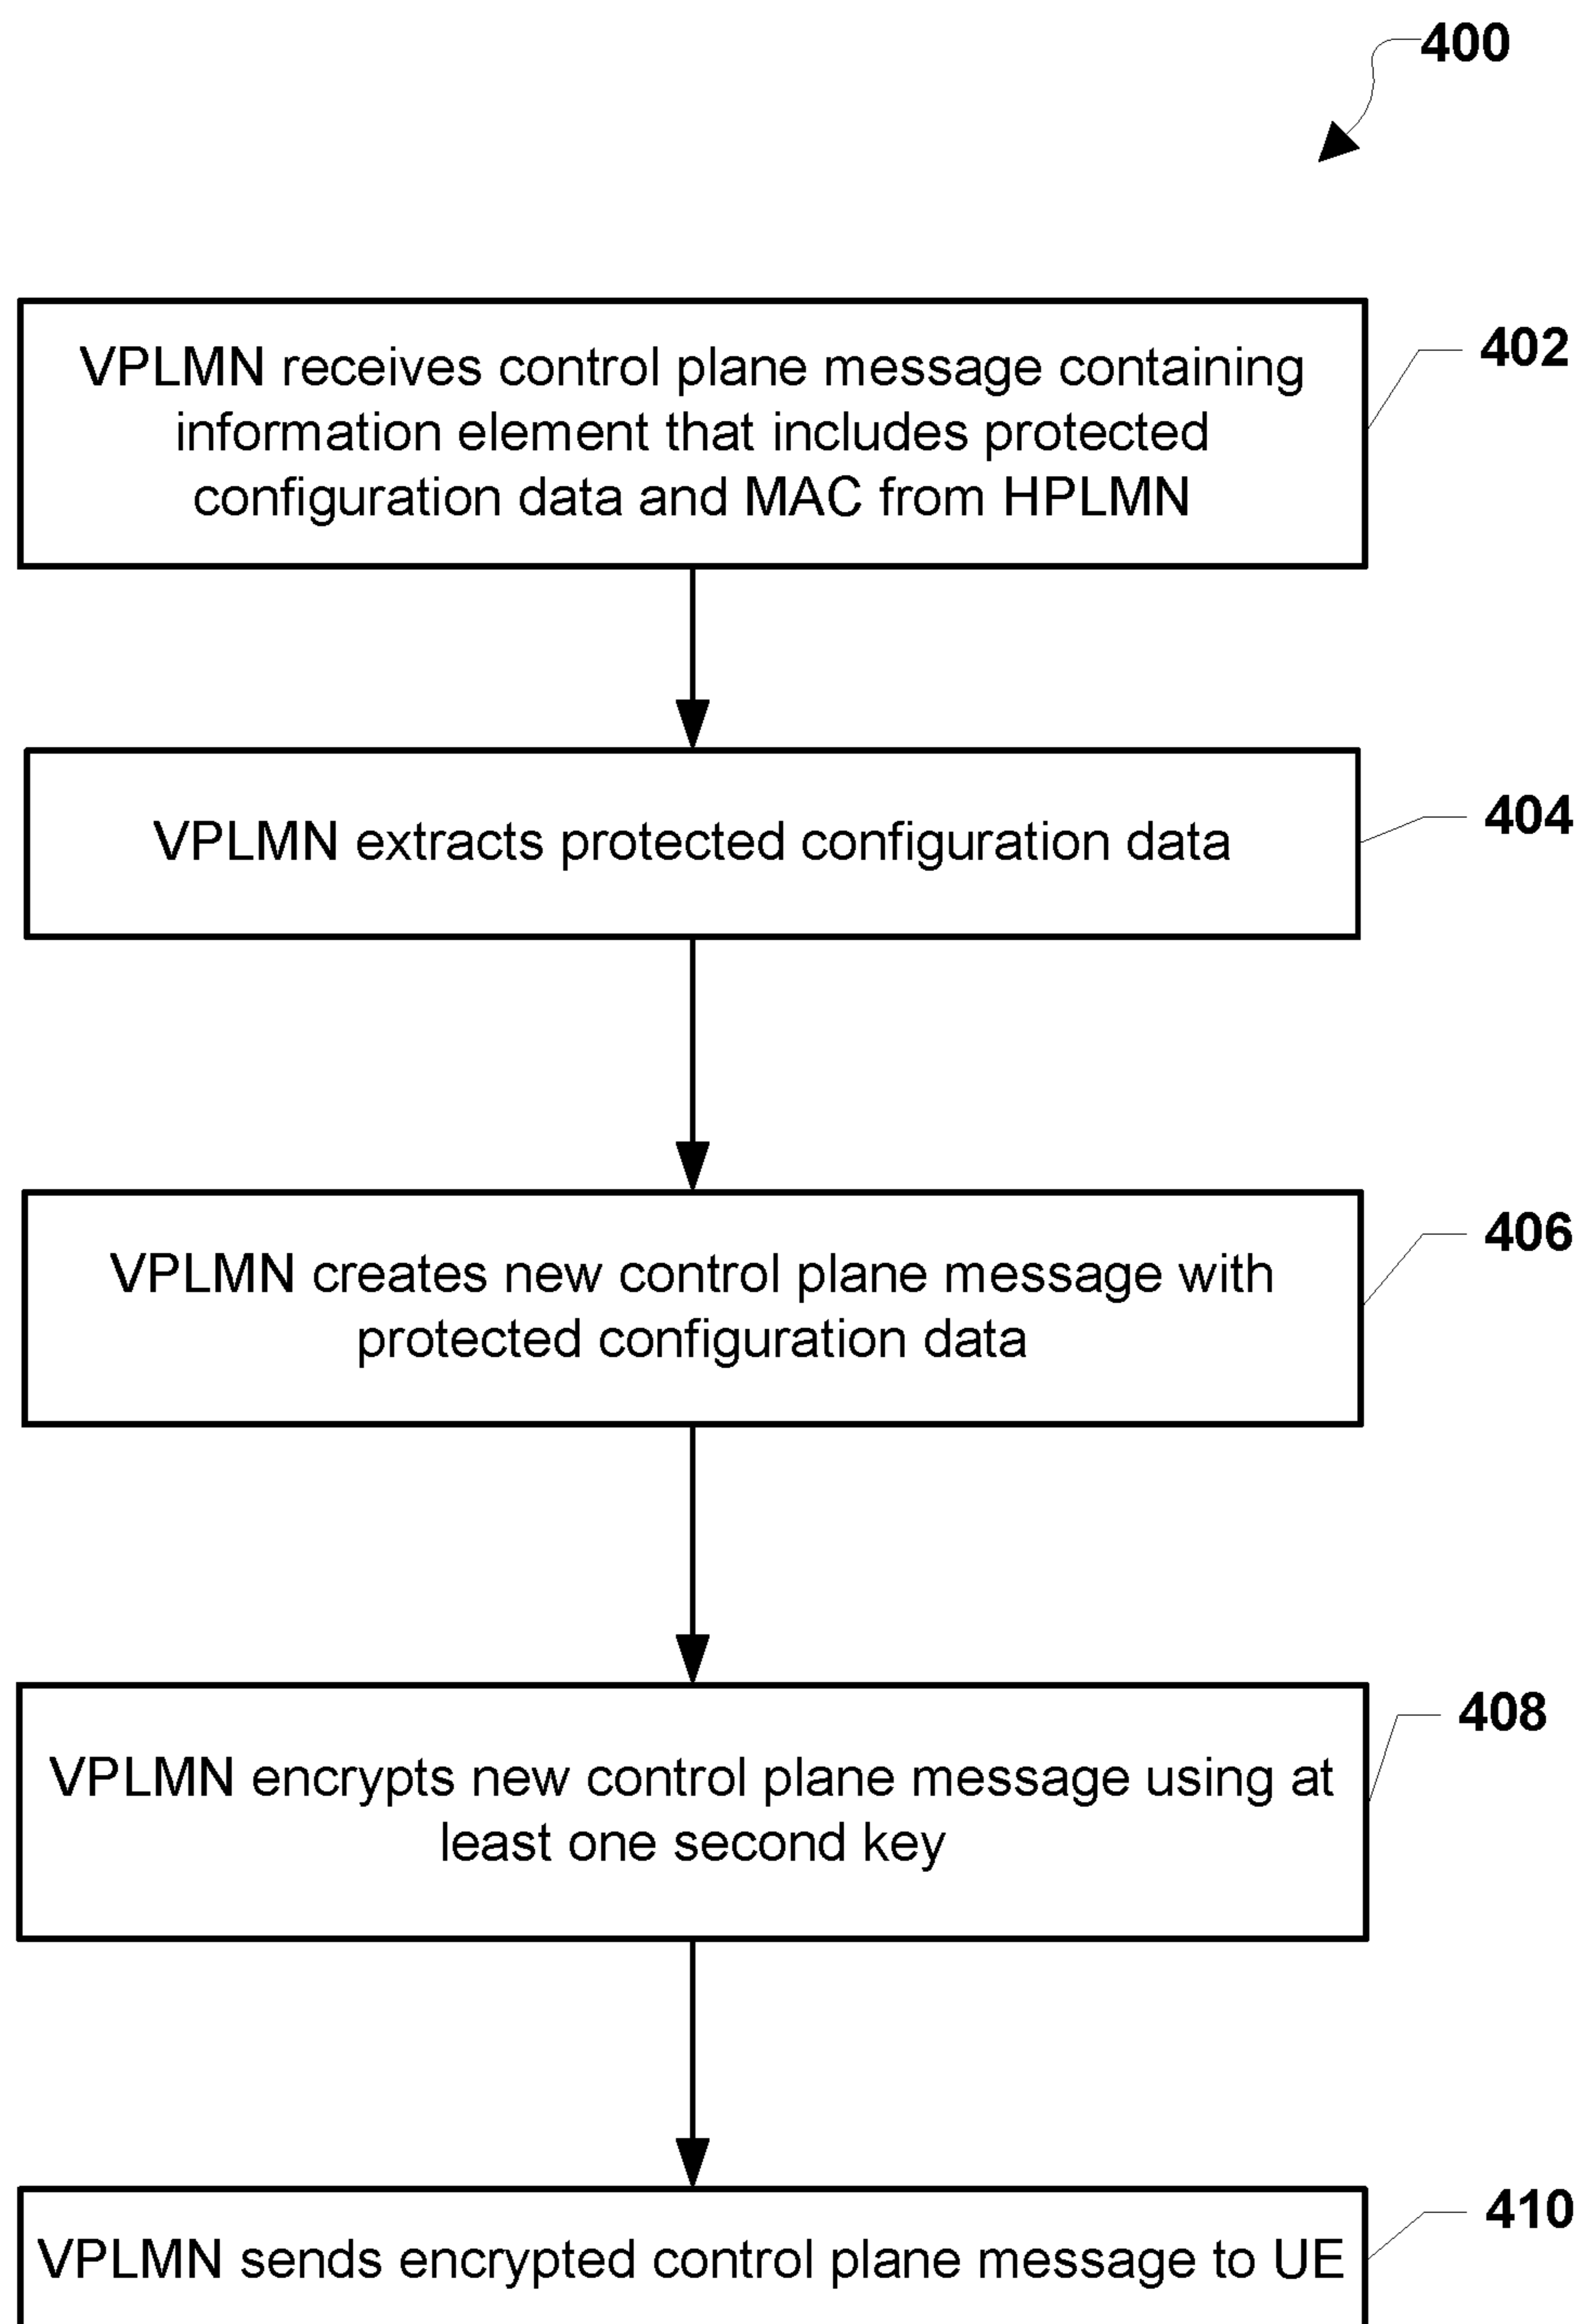 400
VPLMN receives control plane message containing
information element that includes protected
configuration data and MAC from HPLMN
402
VPLMN extracts protected configuration data
404
VPLMN creates new control plane message with
protected configuration data
406
VPLMN encrypts new control plane message using at
least one second key
408
VPLMN sends encrypted control plane message to UE
410